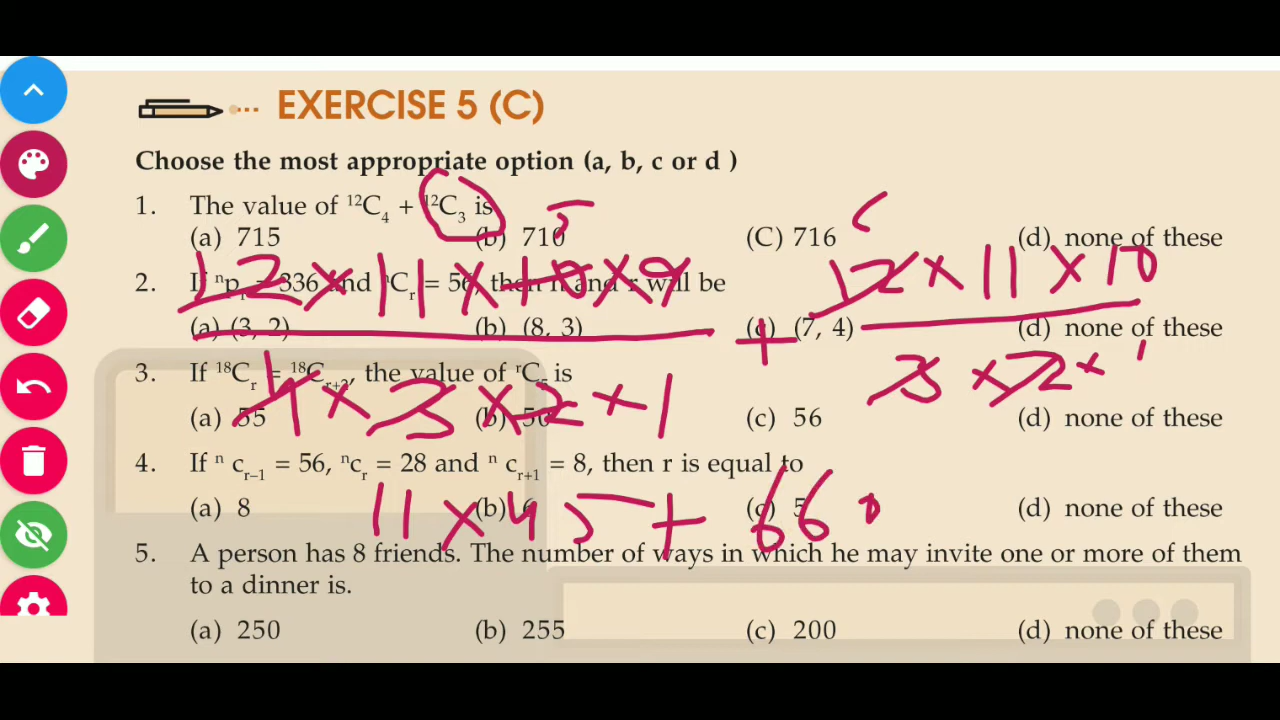 EXERCISE 5 (C)
Choose the most appropriate option (a, b, c or d )
1. The value of ¹²C₄ + ¹²C₃ is
(a) 715 (b) 710 (C) 716 (d) none of these
5 6
12 × 11 × 10 × 9 12 × 11 × 10
2. If ⁿpᵣ = 336 and ⁿCᵣ = 56, then n and r will be
(a) (3, 2) (b) (8, 3) (c) (7, 4) (d) none of these
+
3. If ¹⁸Cᵣ = ¹⁸Cᵣ₊₂, the value of ʳC₅ is
4 × 3 × 2 × 1 3 × 2 × 1
(a) 55 (b) 50 (c) 56 (d) none of these
4. If ⁿ cᵣ₋₁ = 56, ⁿcᵣ = 28 and ⁿ cᵣ₊₁ = 8, then r is equal to
(a) 8 (b) 6 (c) 5 (d) none of these
11 × 45 + 660
5. A person has 8 friends. The number of ways in which he may invite one or more of them
to a dinner is.
(a) 250 (b) 255 (c) 200 (d) none of these